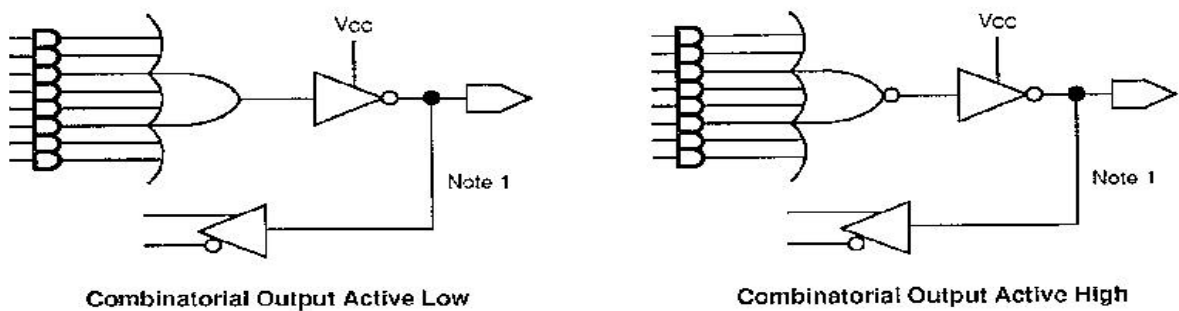 Vcc
Vcc
Note 1
Note 1
Combinatorial Output Active Low
Combinatorial Output Active High